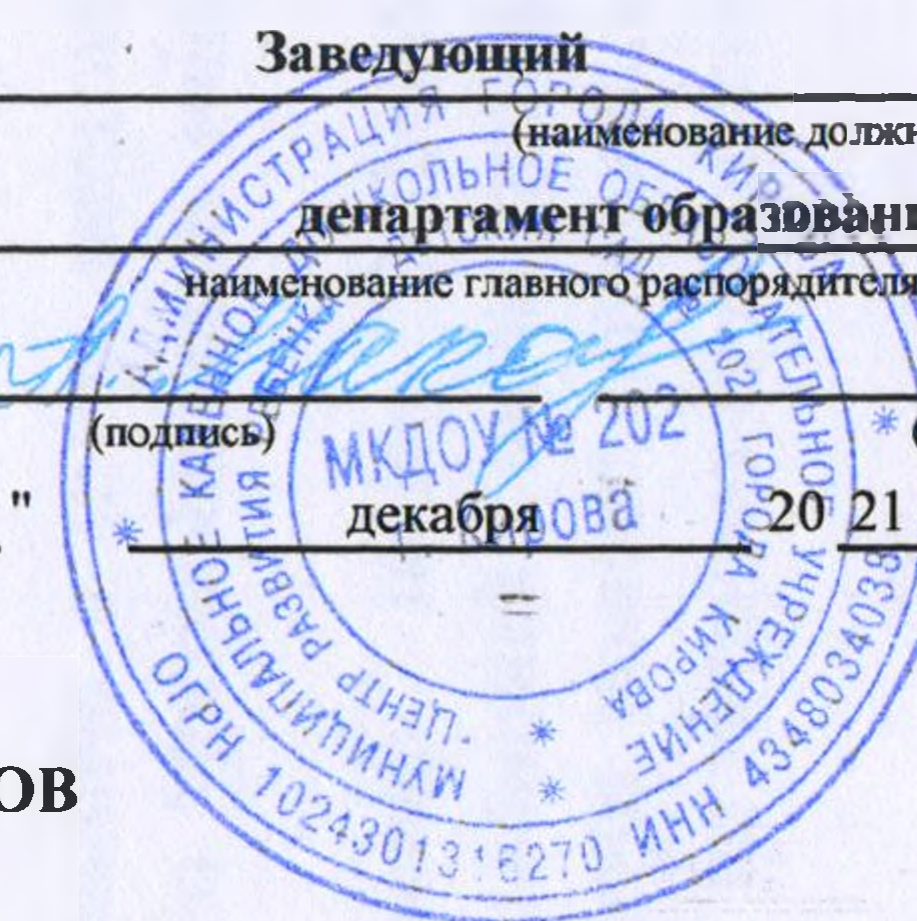 Заведующий
(наименование должн
департамент образовани
наименование главного распорядителя
(подпись)
" декабря 20 21
ОВ
АДМИНИСТРАЦИЯ ГОРОДА КИРОВА
* ОГРН 1024301316270 ИНН 4348034038 *
МУНИЦИПАЛЬНОЕ КАЗЕННОЕ ДОШКОЛЬНОЕ ОБРАЗОВАТЕЛЬНОЕ УЧРЕЖДЕНИЕ *
"ЦЕНТР РАЗВИТИЯ РЕБЕНКА - ДЕТСКИЙ САД № 202" ГОРОДА КИРОВА *
МКДОУ № 202
г. Кирова